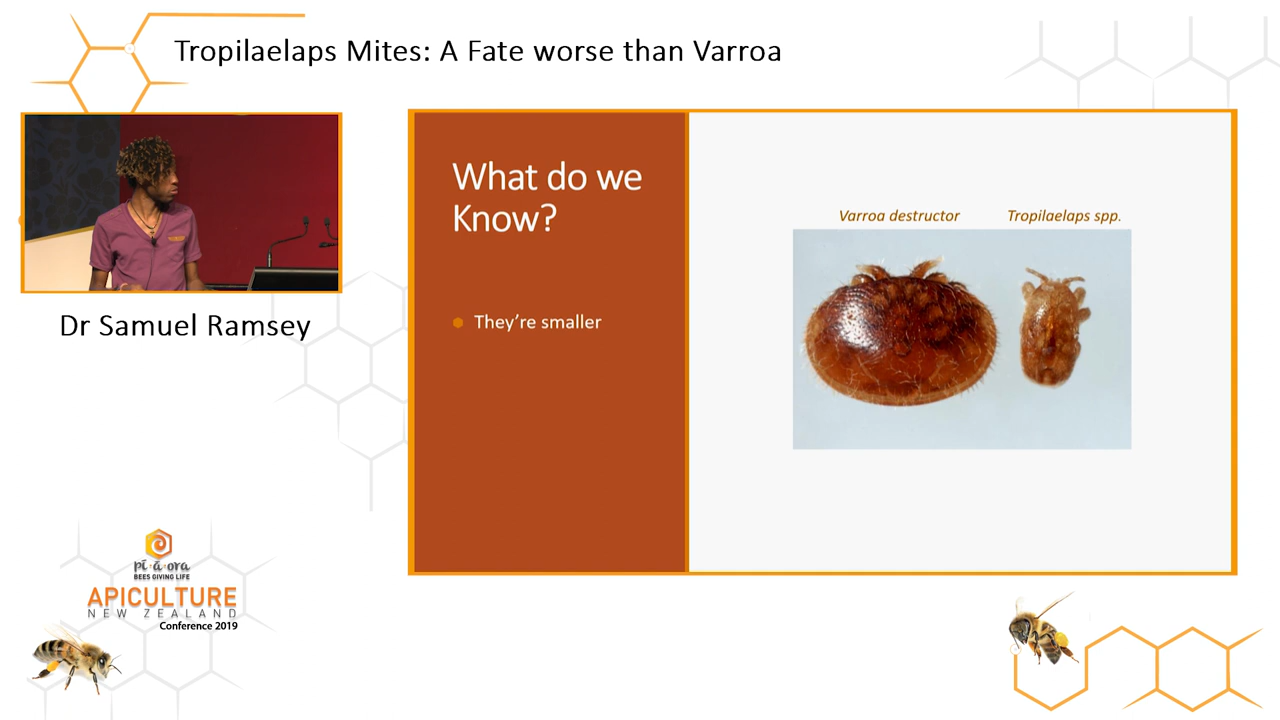 Tropilaelaps Mites: A Fate worse than Varroa
Dr Samuel Ramsey
What do we
Know?
They're smaller
Varroa destructor
Tropilaelaps spp.
pī·ā·ora
BEES GIVING LIFE
APICULTURE
NEW ZEALAND
Conference 2019